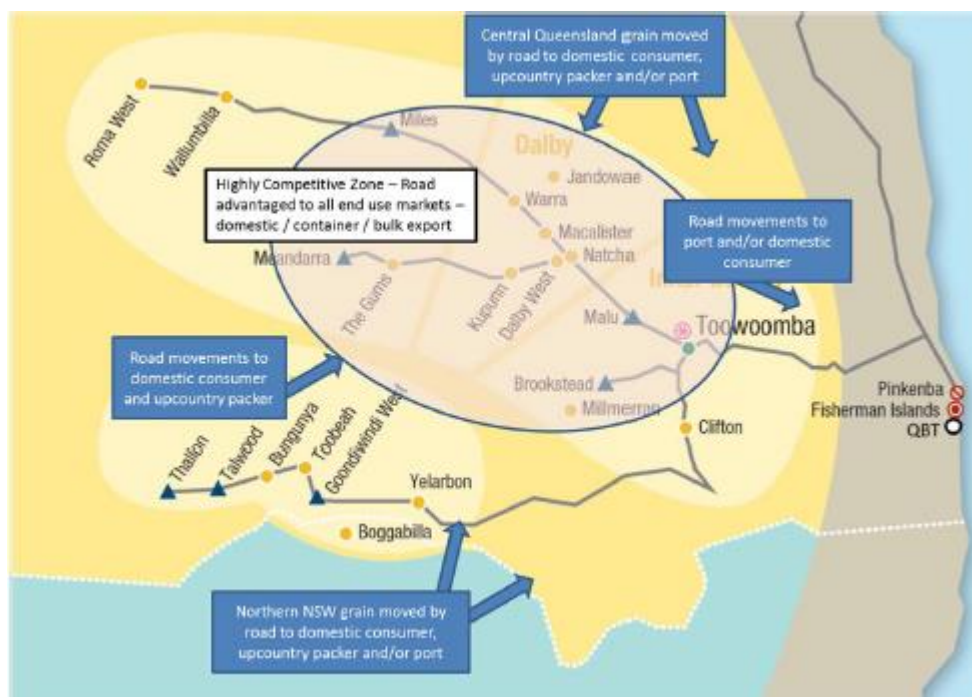 Central Queensland grain moved
by road to domestic consumer,
upcountry packer and/or port
Roma West
Wallumbilla
Miles
Dalby
Jandowae
Highly Competitive Zone – Road
advantaged to all end use markets –
domestic / container / bulk export
Warra
Macalister
Natcha
Road movements to
port and/or domestic
consumer
Meandarra
The Gums
Kupunn
Dalby West
In
Malu
Toowoomba
Road movements to
domestic consumer
and upcountry packer
Brookstead
Millmerran
Pinkenba
Fisherman Islands
QBT
Clifton
Thallon
Talwood
Bungunya
Toobeah
Goondiwindi West
Yelarbon
Boggabilla
Northern NSW grain moved by
road to domestic consumer,
upcountry packer and/or port